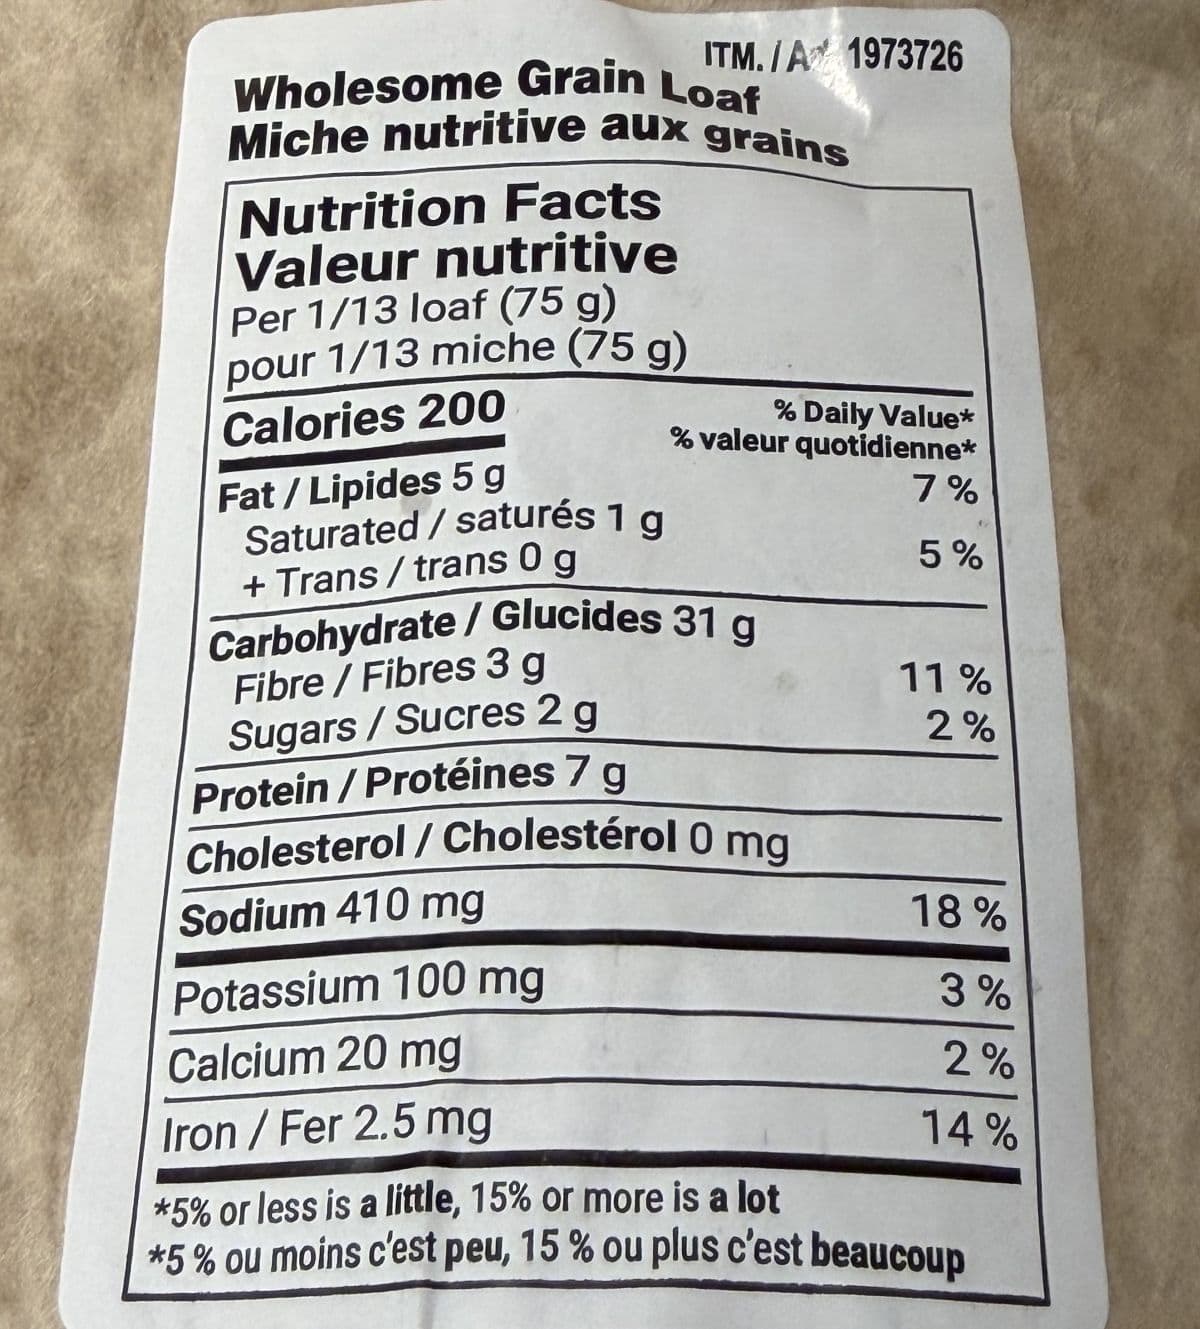 ITM. / Art. 1973726
Wholesome Grain Loaf
Miche nutritive aux grains
Nutrition Facts
Valeur nutritive
Per 1/13 loaf (75 g)
pour 1/13 miche (75 g)
Calories 200
% Daily Value*
% valeur quotidienne*
Fat / Lipides 5 g 7 %
Saturated / saturés 1 g
+ Trans / trans 0 g 5 %
Carbohydrate / Glucides 31 g
Fibre / Fibres 3 g 11 %
Sugars / Sucres 2 g 2 %
Protein / Protéines 7 g
Cholesterol / Cholestérol 0 mg
Sodium 410 mg 18 %
Potassium 100 mg 3 %
Calcium 20 mg 2 %
Iron / Fer 2.5 mg 14 %
*5% or less is a little, 15% or more is a lot
*5 % ou moins c'est peu, 15 % ou plus c'est beaucoup